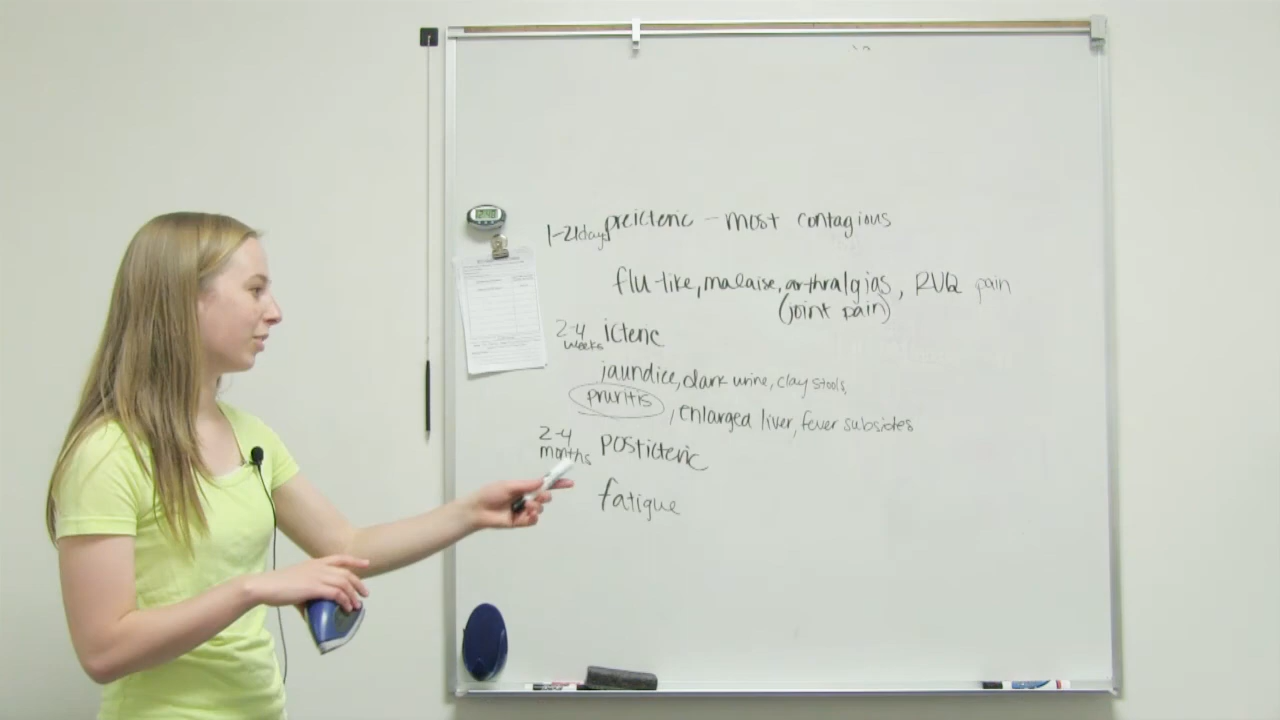 1-21days preicteric - most contagious
flu-like, malaise, arthralgias, RUQ pain
(joint pain)
2-4 weeks icteric
jaundice, dark urine, clay stools,
pruritis, enlarged liver, fever subsides
2-4 months posticteric
fatigue